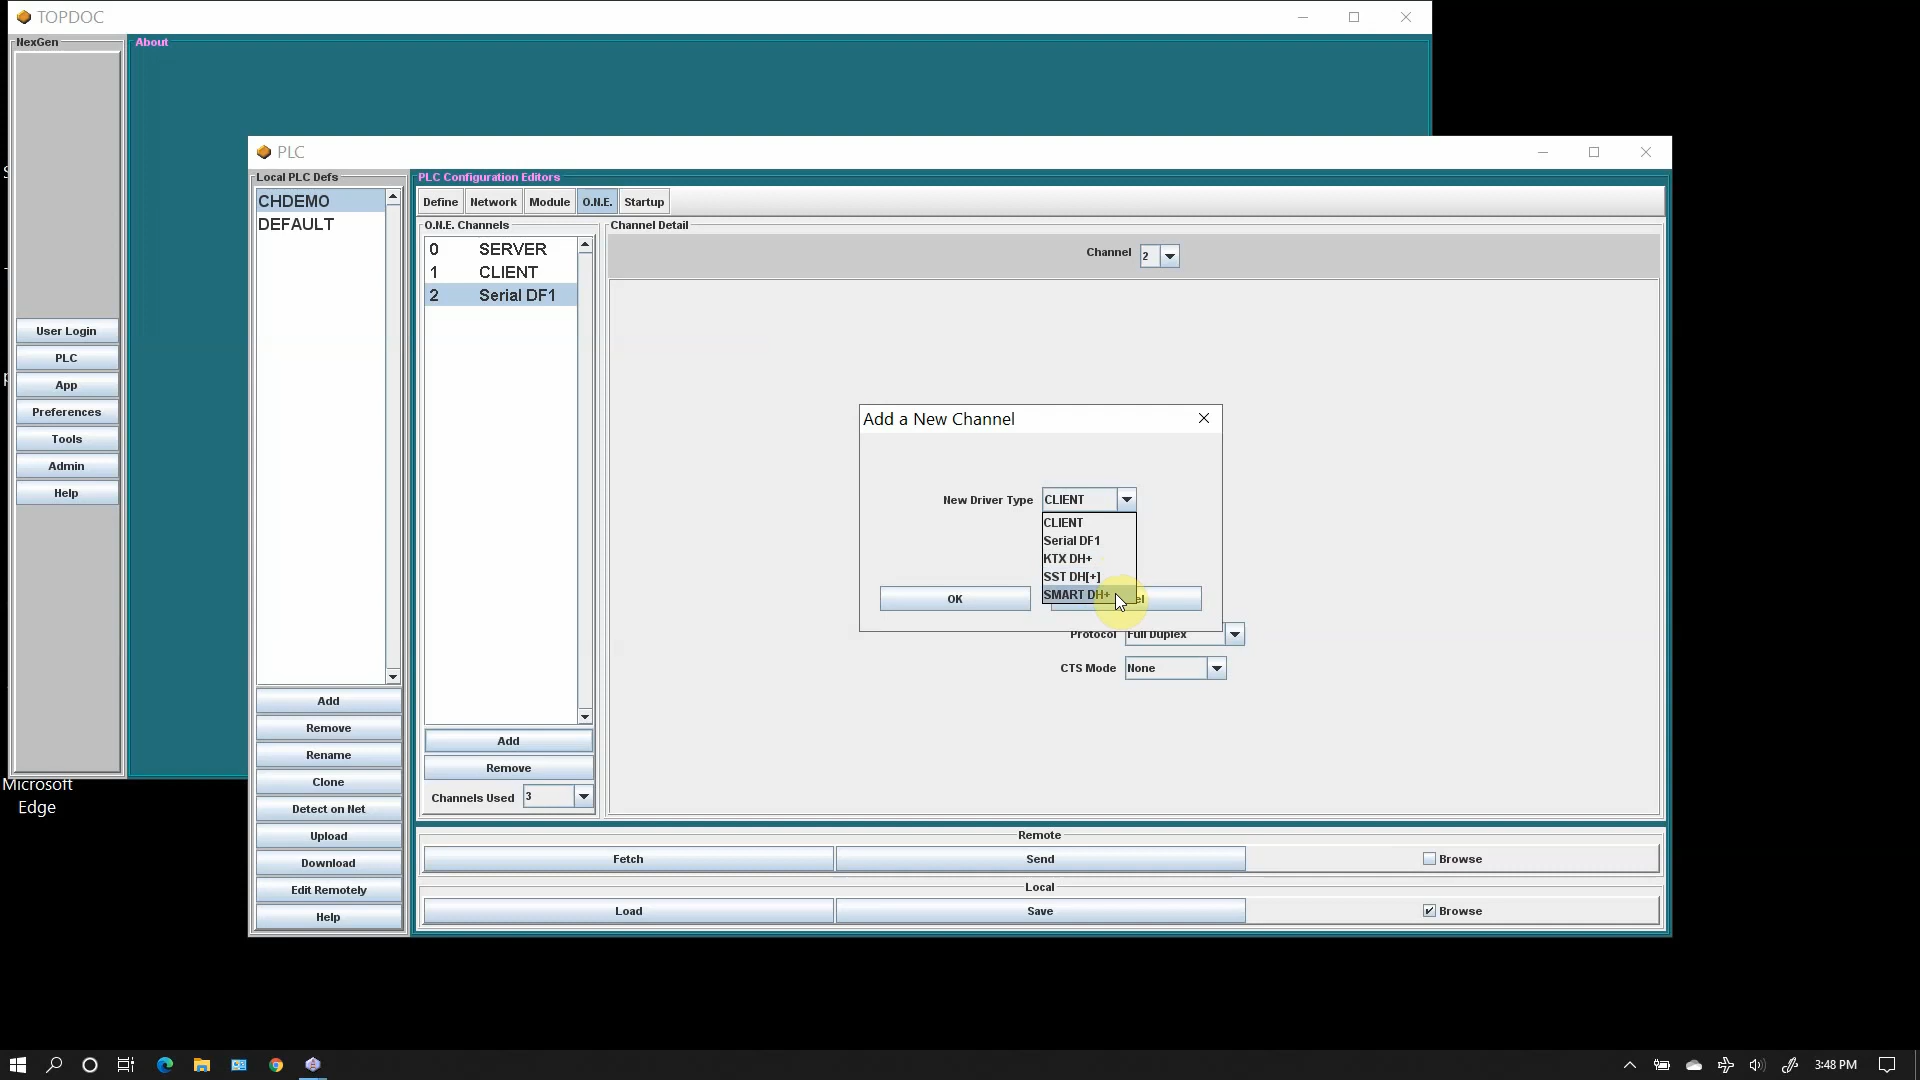 TOPDOC
NexGen
About
User Login
PLC
App
Preferences
Tools
Admin
Help
Microsoft
Edge
PLC
Local PLC Defs
CHDEMO
DEFAULT
Add
Remove
Rename
Clone
Detect on Net
Upload
Download
Edit Remotely
Help
PLC Configuration Editors
Define Network Module O.N.E. Startup
O.N.E. Channels
0 SERVER
1 CLIENT
2 Serial DF1
Add
Remove
Channels Used 3
Channel Detail
Channel 2
Add a New Channel
New Driver Type CLIENT
CLIENT
Serial DF1
KTX DH+
SST DH[+]
SMART DH+
OK
Protocol Full Duplex
CTS Mode None
Remote
Fetch Send Browse
Local
Load Save Browse
3:48 PM